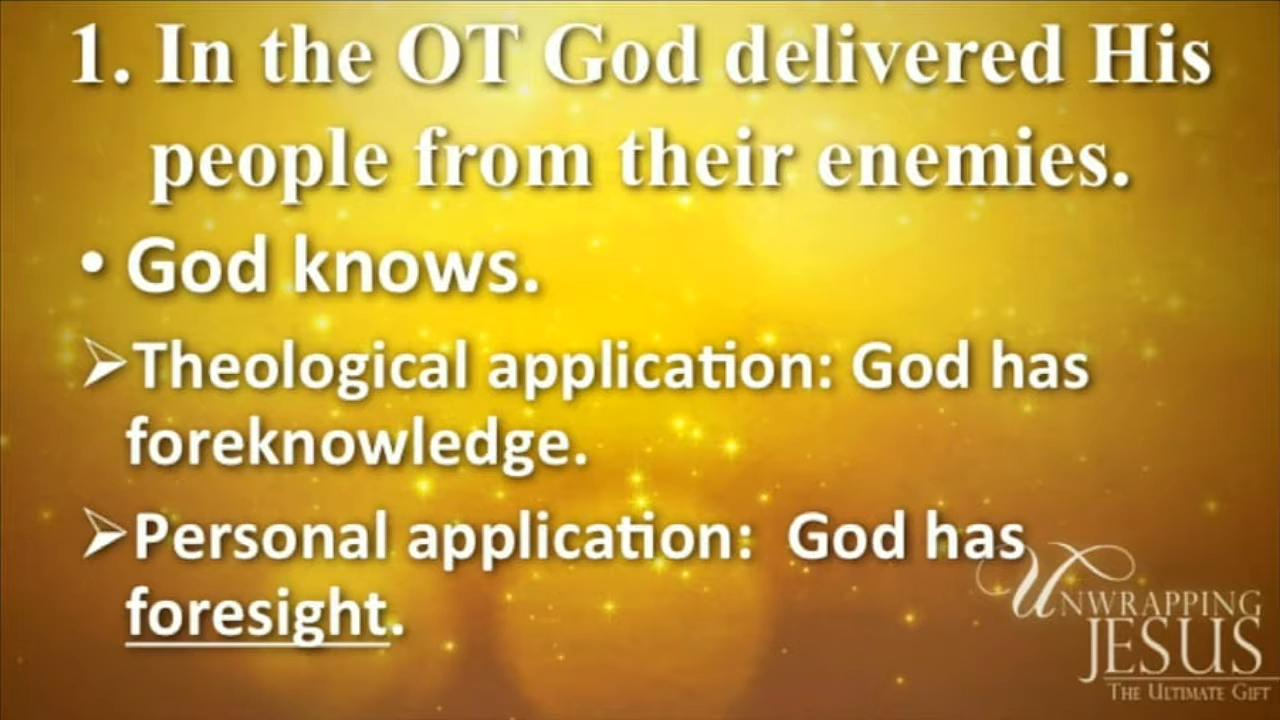 1. In the OT God delivered His
people from their enemies.
• God knows.
➢Theological application: God has
foreknowledge.
➢Personal application:  God has
foresight.
UNWRAPPING
JESUS
THE ULTIMATE GIFT